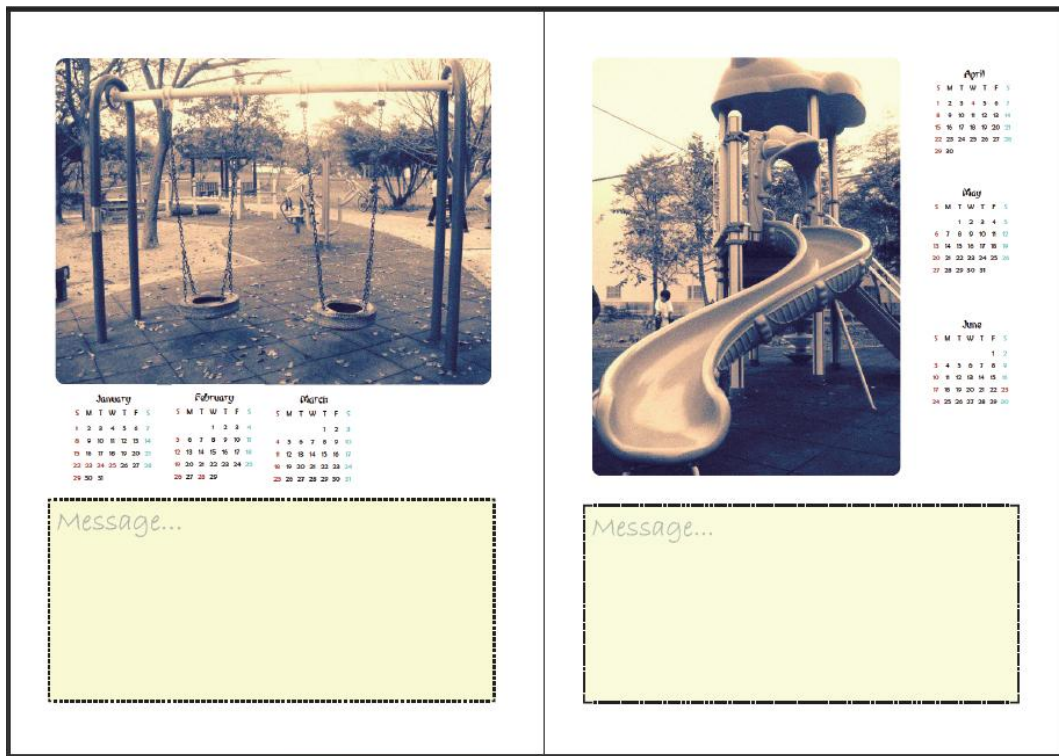 January
S M T W T F S
1 2 3 4 5 6 7
8 9 10 11 12 13 14
15 16 17 18 19 20 21
22 23 24 25 26 27 28
29 30 31
February
S M T W T F S
1 2 3 4
5 6 7 8 9 10 11
12 13 14 15 16 17 18
19 20 21 22 23 24 25
26 27 28 29
March
S M T W T F S
1 2 3
4 5 6 7 8 9 10
11 12 13 14 15 16 17
18 19 20 21 22 23 24
25 26 27 28 29 30 31
Message...
April
S M T W T F S
1 2 3 4 5 6 7
8 9 10 11 12 13 14
15 16 17 18 19 20 21
22 23 24 25 26 27 28
29 30
May
S M T W T F S
1 2 3 4 5
6 7 8 9 10 11 12
13 14 15 16 17 18 19
20 21 22 23 24 25 26
27 28 29 30 31
June
S M T W T F S
1 2
3 4 5 6 7 8 9
10 11 12 13 14 15 16
17 18 19 20 21 22 23
24 25 26 27 28 29 30
Message...